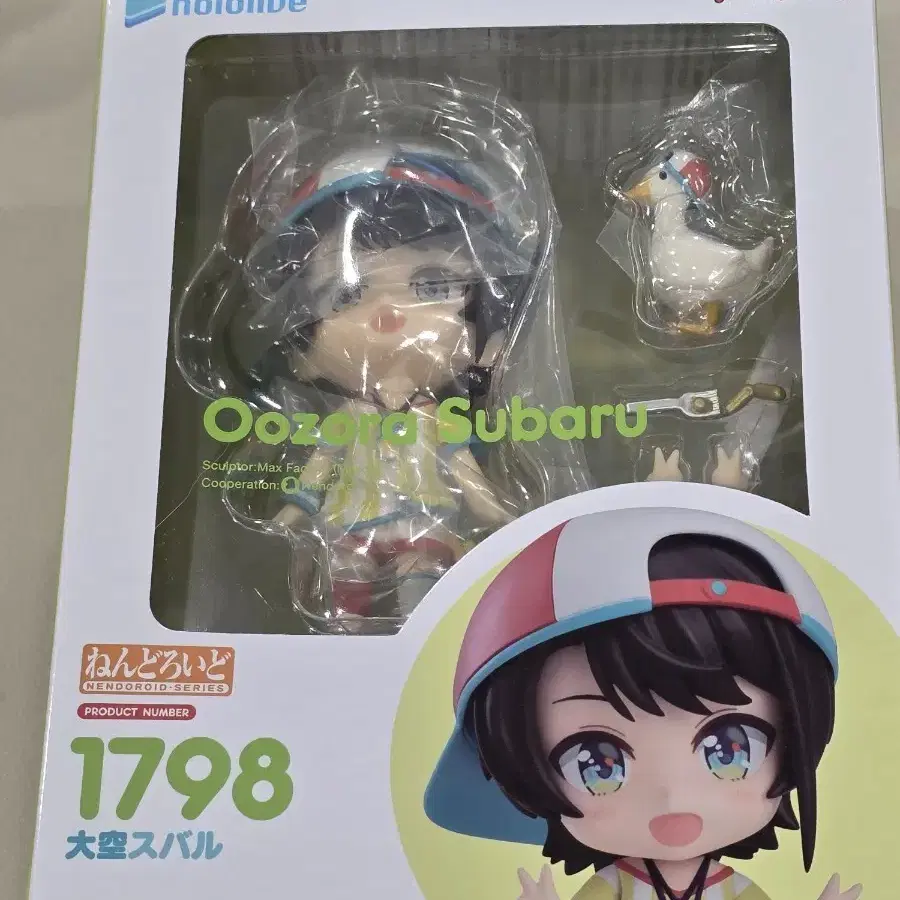 hololive
Oozora Subaru
Sculptor:Max Factory
Cooperation:
ねんどろいど
NENDOROID·SERIES
PRODUCT NUMBER
1798
大空スバル